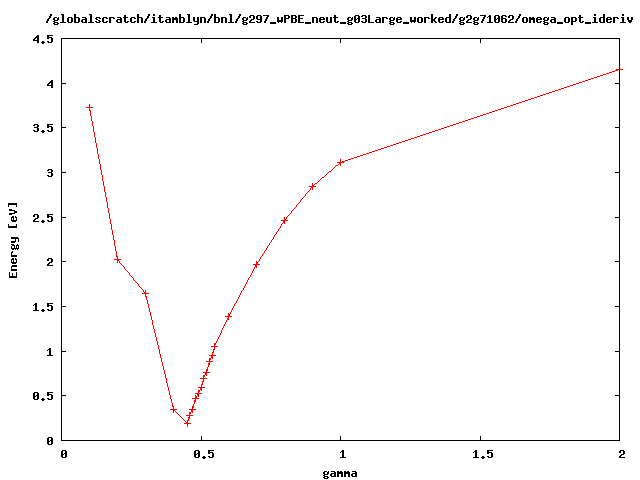 /globalscratch/itamblyn/bnl/g297_wPBE_neut_g03Large_worked/g2g71062/omega_opt_ideriv
4.5
4
3.5
3
2.5
2
1.5
1
0.5
0
Energy [eV]
0 0.5 1 1.5 2
gamma